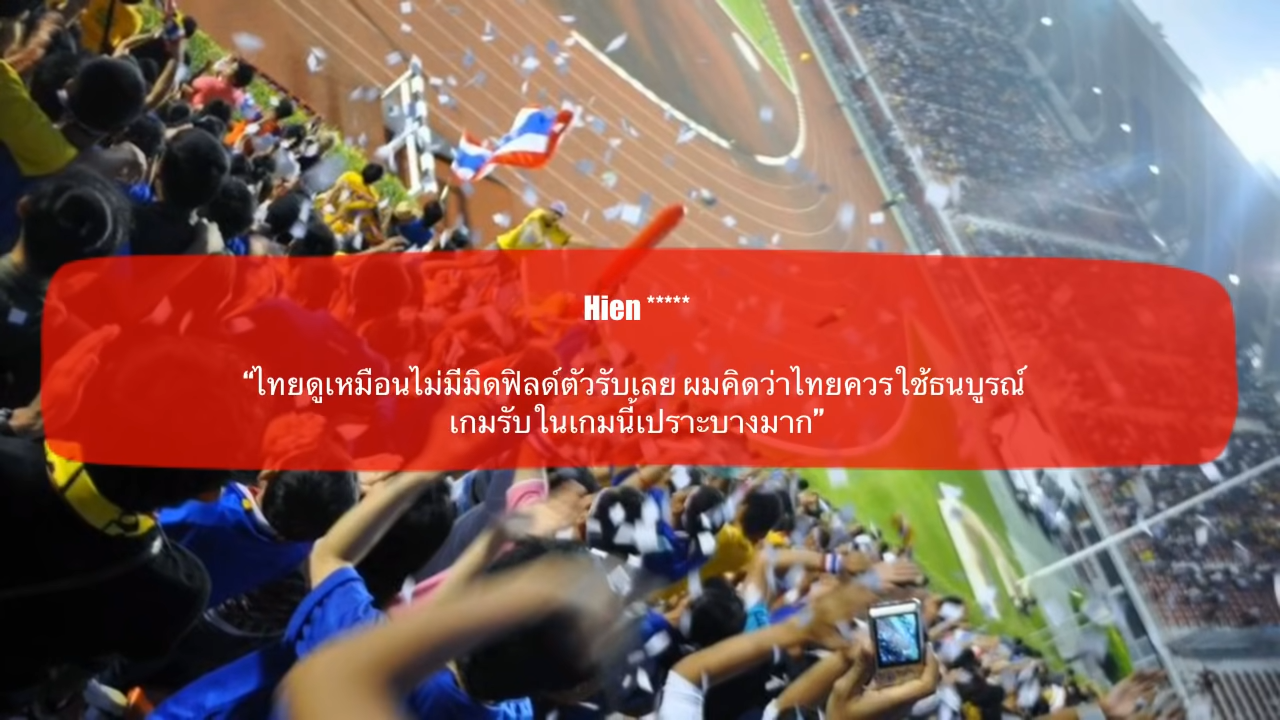 Hien *****
“ไทยดูเหมือนไม่มีมิดฟิลด์ตัวรับเลย ผมคิดว่าไทยควรใช้ธนบูรณ์
เกมรับในเกมนี้เปราะบางมาก”